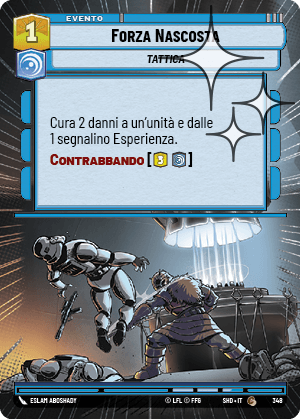 EVENTO
1
FORZA NASCOSTA
TATTICA
Cura 2 danni a un'unità e dalle
1 segnalino Esperienza.
CONTRABBANDO [3]
ESLAM ABOSHADY
© LFL © FFG
SHD • IT
348